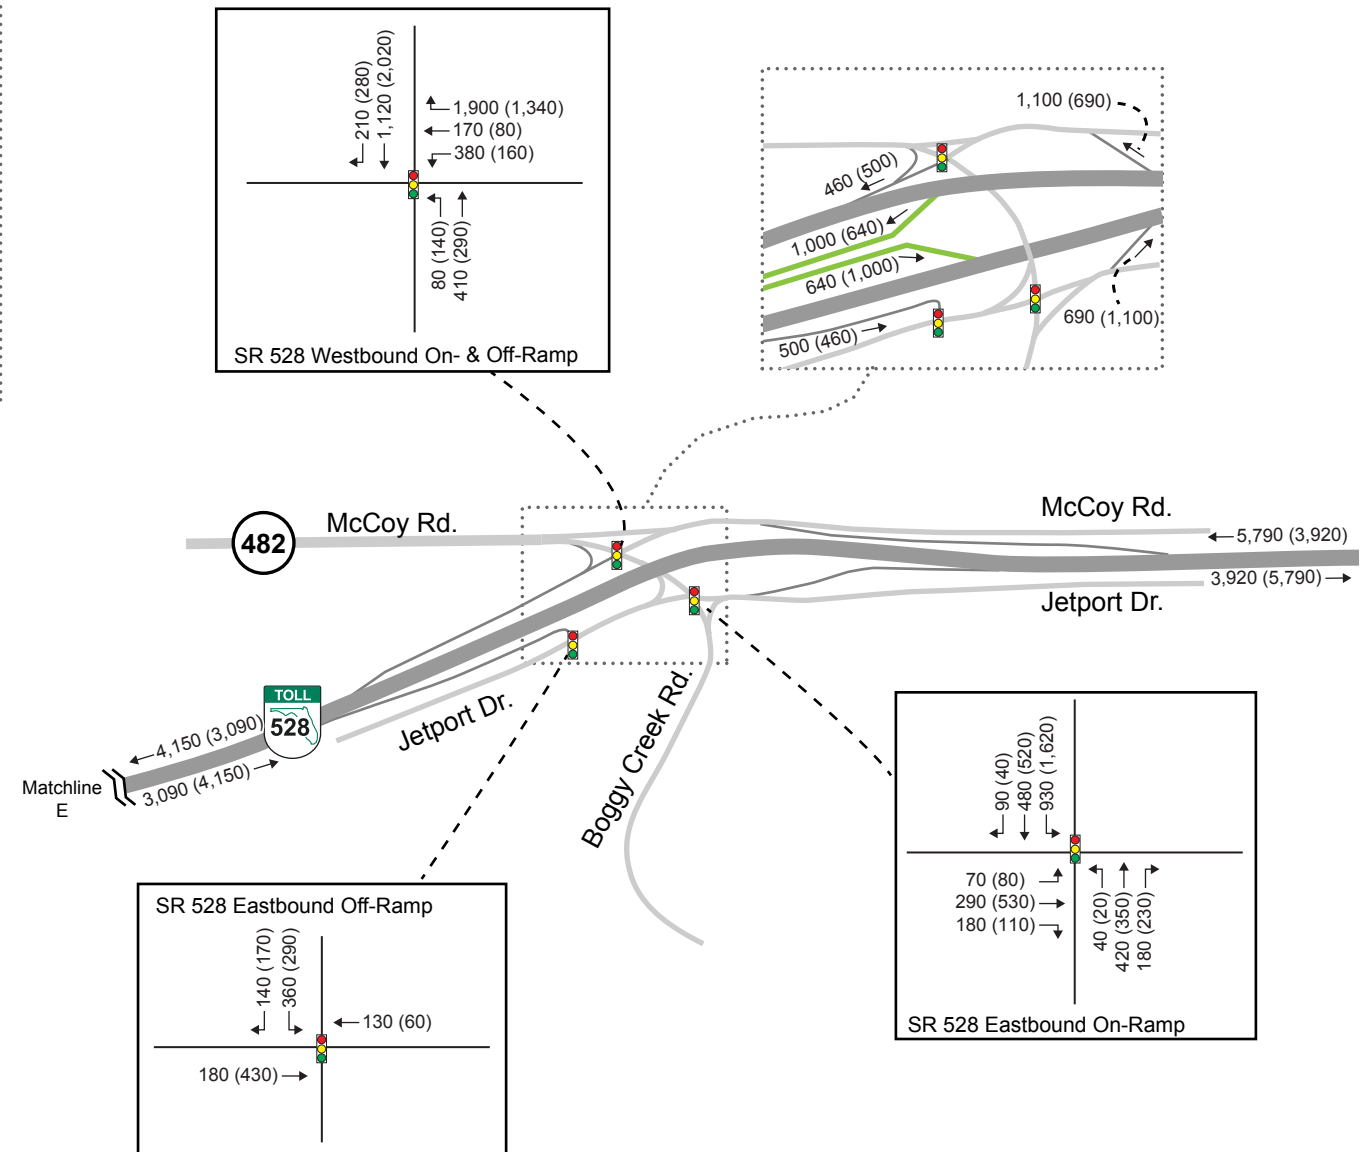 210 (280)
1,120 (2,020)
1,900 (1,340)
170 (80)
380 (160)
80 (140)
410 (290)
SR 528 Westbound On- & Off-Ramp
1,100 (690)
460 (500)
1,000 (640)
640 (1,000)
690 (1,100)
500 (460)
McCoy Rd.
482
McCoy Rd.
5,790 (3,920)
3,920 (5,790)
Jetport Dr.
TOLL
528
Jetport Dr.
4,150 (3,090)
3,090 (4,150)
Matchline
E
Boggy Creek Rd.
90 (40)
480 (520)
930 (1,620)
70 (80)
290 (530)
180 (110)
40 (20)
420 (350)
180 (230)
SR 528 Eastbound On-Ramp
SR 528 Eastbound Off-Ramp
140 (170)
360 (290)
130 (60)
180 (430)